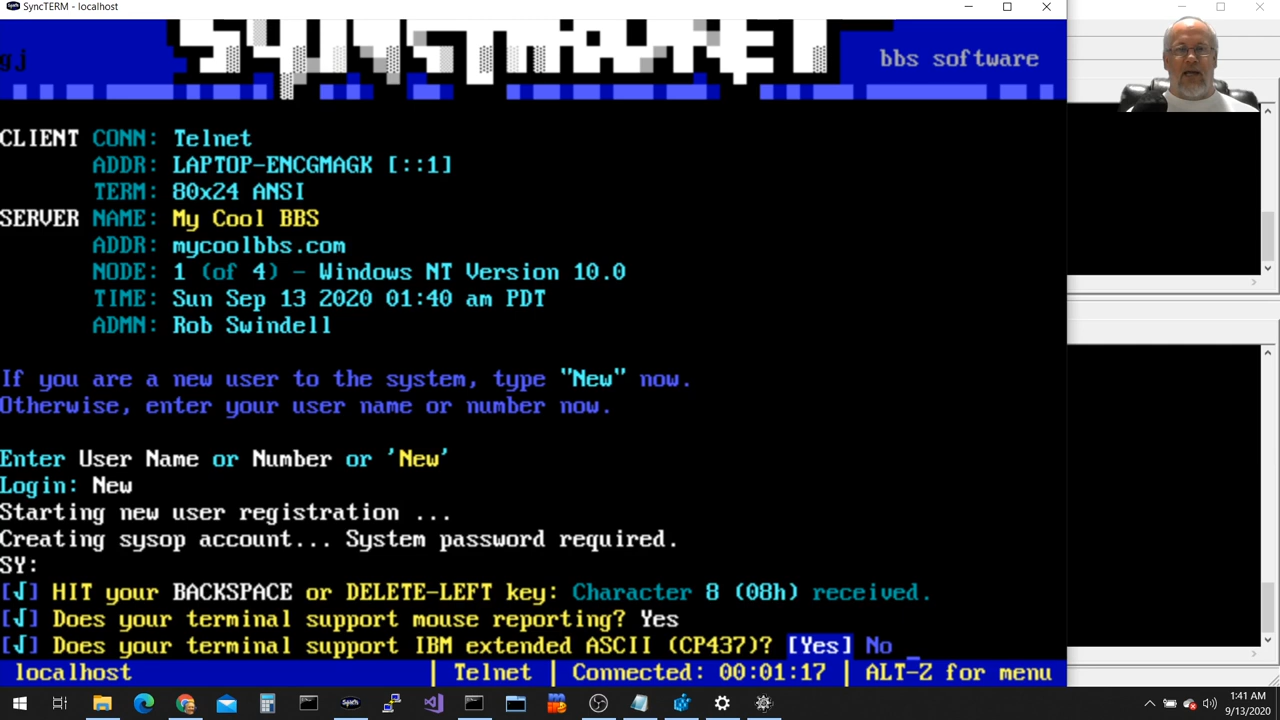 SyncTERM - localhost
SYNCHRONET
gj
bbs software
CLIENT CONN: Telnet
ADDR: LAPTOP-ENCGMAGK [::1]
TERM: 80x24 ANSI
SERVER NAME: My Cool BBS
ADDR: mycoolbbs.com
NODE: 1 (of 4) - Windows NT Version 10.0
TIME: Sun Sep 13 2020 01:40 am PDT
ADMN: Rob Swindell
If you are a new user to the system, type "New" now.
Otherwise, enter your user name or number now.
Enter User Name or Number or 'New'
Login: New
Starting new user registration ...
Creating sysop account... System password required.
SY:
[√] HIT your BACKSPACE or DELETE-LEFT key: Character 8 (08h) received.
[√] Does your terminal support mouse reporting? Yes
[√] Does your terminal support IBM extended ASCII (CP437)? [Yes] No _
localhost | Telnet | Connected: 00:01:17 | ALT-Z for menu
1:41 AM
9/13/2020